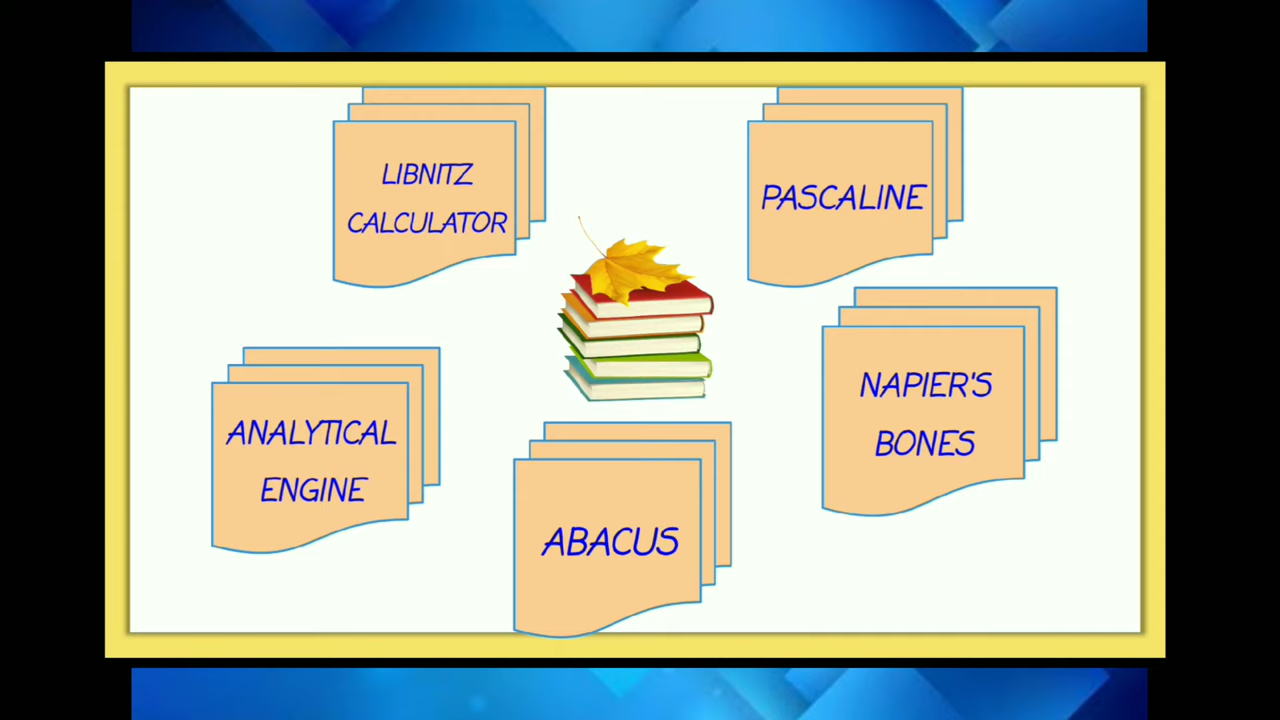 LIBNITZ
CALCULATOR
PASCALINE
NAPIER'S
BONES
ANALYTICAL
ENGINE
ABACUS